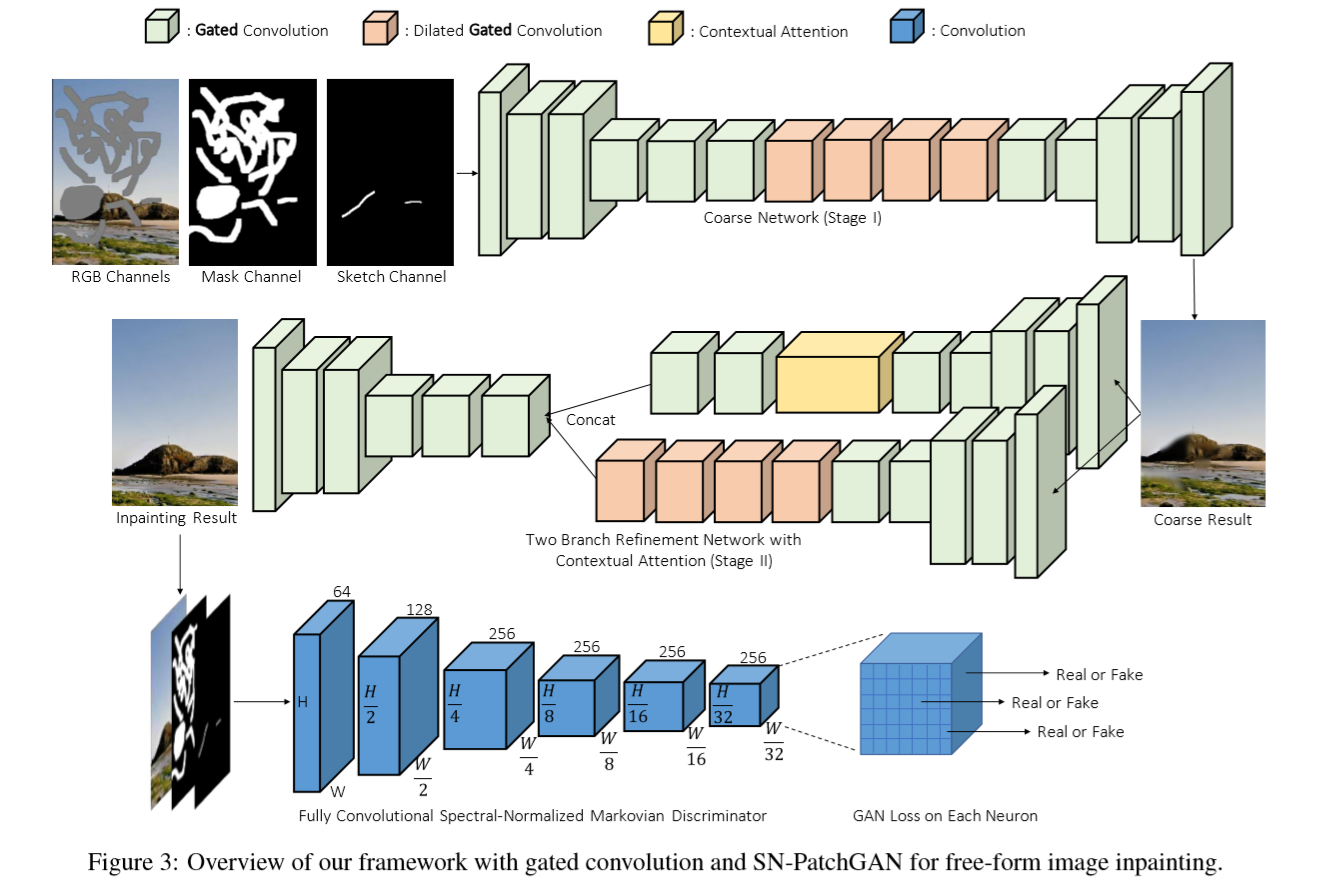 : Gated Convolution
: Dilated Gated Convolution
: Contextual Attention
: Convolution
RGB Channels
Mask Channel
Sketch Channel
Coarse Network (Stage I)
Concat
Inpainting Result
Coarse Result
Two Branch Refinement Network with
Contextual Attention (Stage II)
64
128
256
256
256
256
H
H/2
H/4
H/8
H/16
H/32
W
W/2
W/4
W/8
W/16
W/32
Real or Fake
Real or Fake
Real or Fake
Fully Convolutional Spectral-Normalized Markovian Discriminator
GAN Loss on Each Neuron
Figure 3: Overview of our framework with gated convolution and SN-PatchGAN for free-form image inpainting.